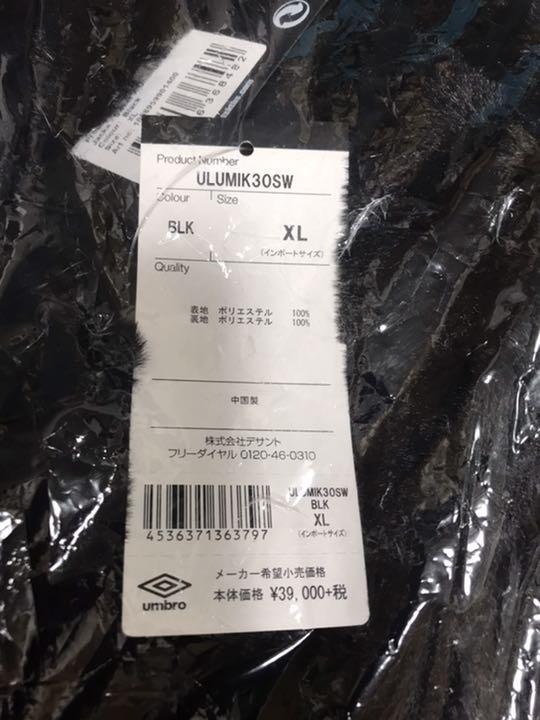 Product Number
ULUMIK30SW
Colour Size
BLK XL
(インポートサイズ)
Quality
表地 ポリエステル 100%
裏地 ポリエステル 100%
中国製
株式会社デサント
フリーダイヤル 0120-46-0310
ULUMIK30SW
BLK
XL
(インポートサイズ)
4536371363797
メーカー希望小売価格
本体価格 ¥39,000+税
umbro